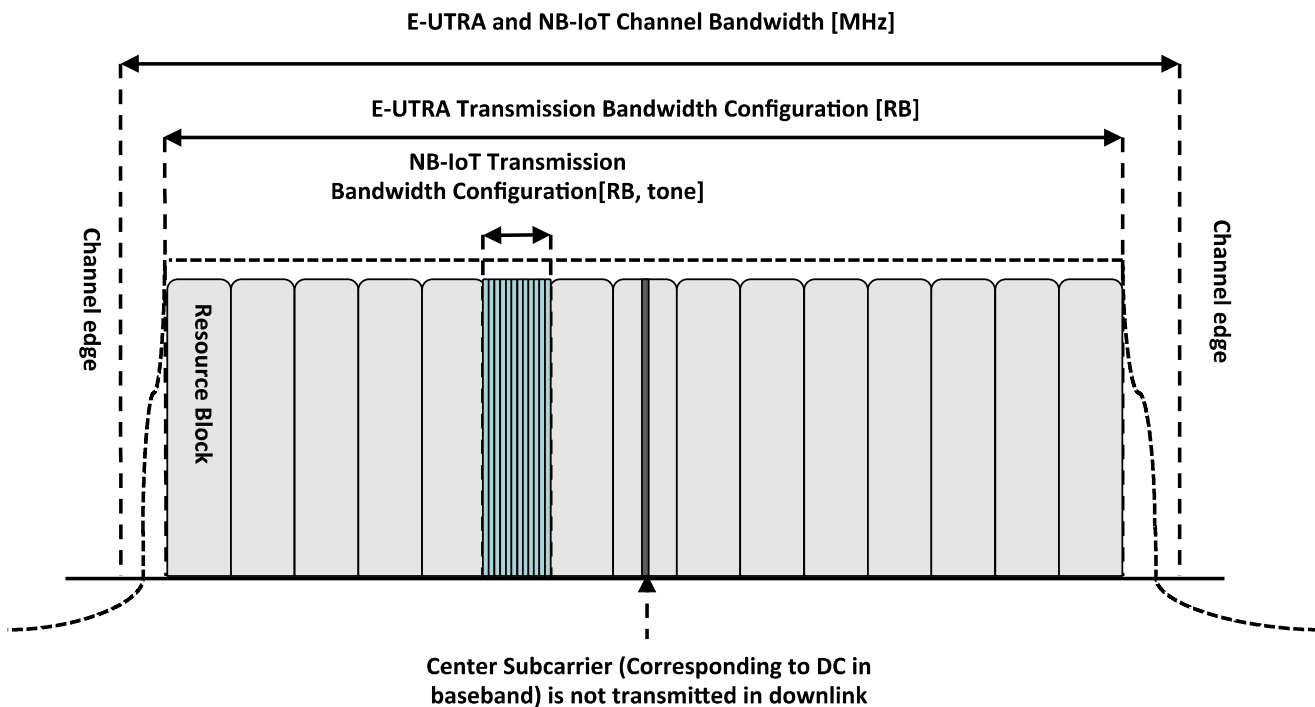 E-UTRA and NB-IoT Channel Bandwidth [MHz]
E-UTRA Transmission Bandwidth Configuration [RB]
NB-IoT Transmission
Bandwidth Configuration[RB, tone]
Channel edge
Channel edge
Resource Block
Center Subcarrier (Corresponding to DC in
baseband) is not transmitted in downlink